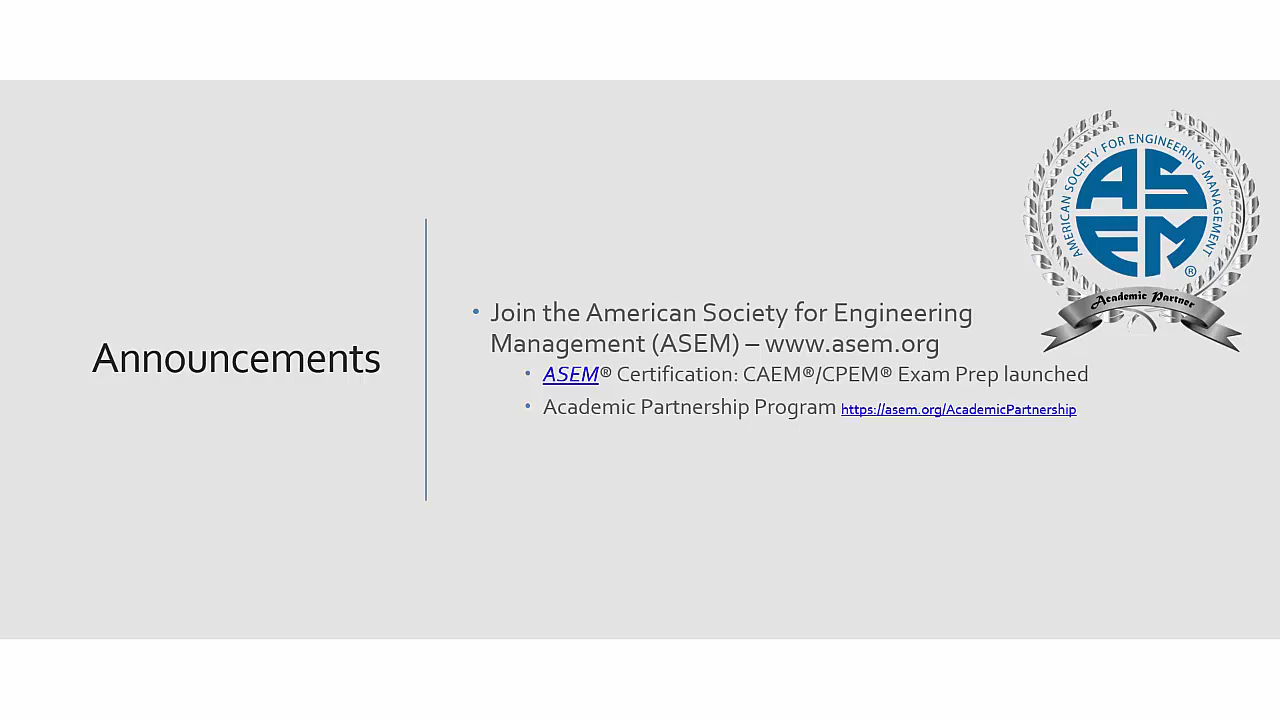 AMERICAN SOCIETY FOR ENGINEERING MANAGEMENT
AS
EM
®
Academic Partner
Announcements
• Join the American Society for Engineering
Management (ASEM) – www.asem.org
• ASEM® Certification: CAEM®/CPEM® Exam Prep launched
• Academic Partnership Program https://asem.org/AcademicPartnership